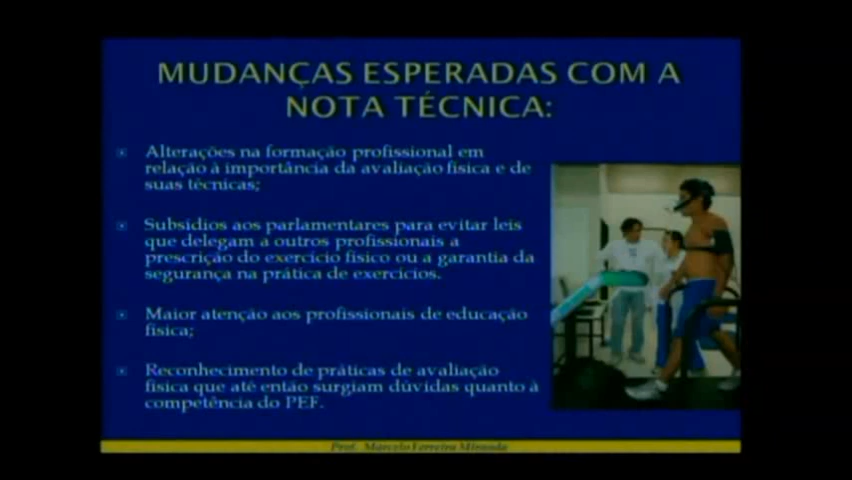 MUDANÇAS ESPERADAS COM A
NOTA TÉCNICA:
Alterações na formação profissional em
relação à importância da avaliação física e de
suas técnicas;
Subsídios aos parlamentares para evitar leis
que delegam a outros profissionais a
prescrição do exercício físico ou a garantia da
segurança na prática de exercícios.
Maior atenção aos profissionais de educação
física;
Reconhecimento de práticas de avaliação
física que até então surgiam dúvidas quanto à
competência do PEF.
Prof. Marcelo Ferreira Miranda